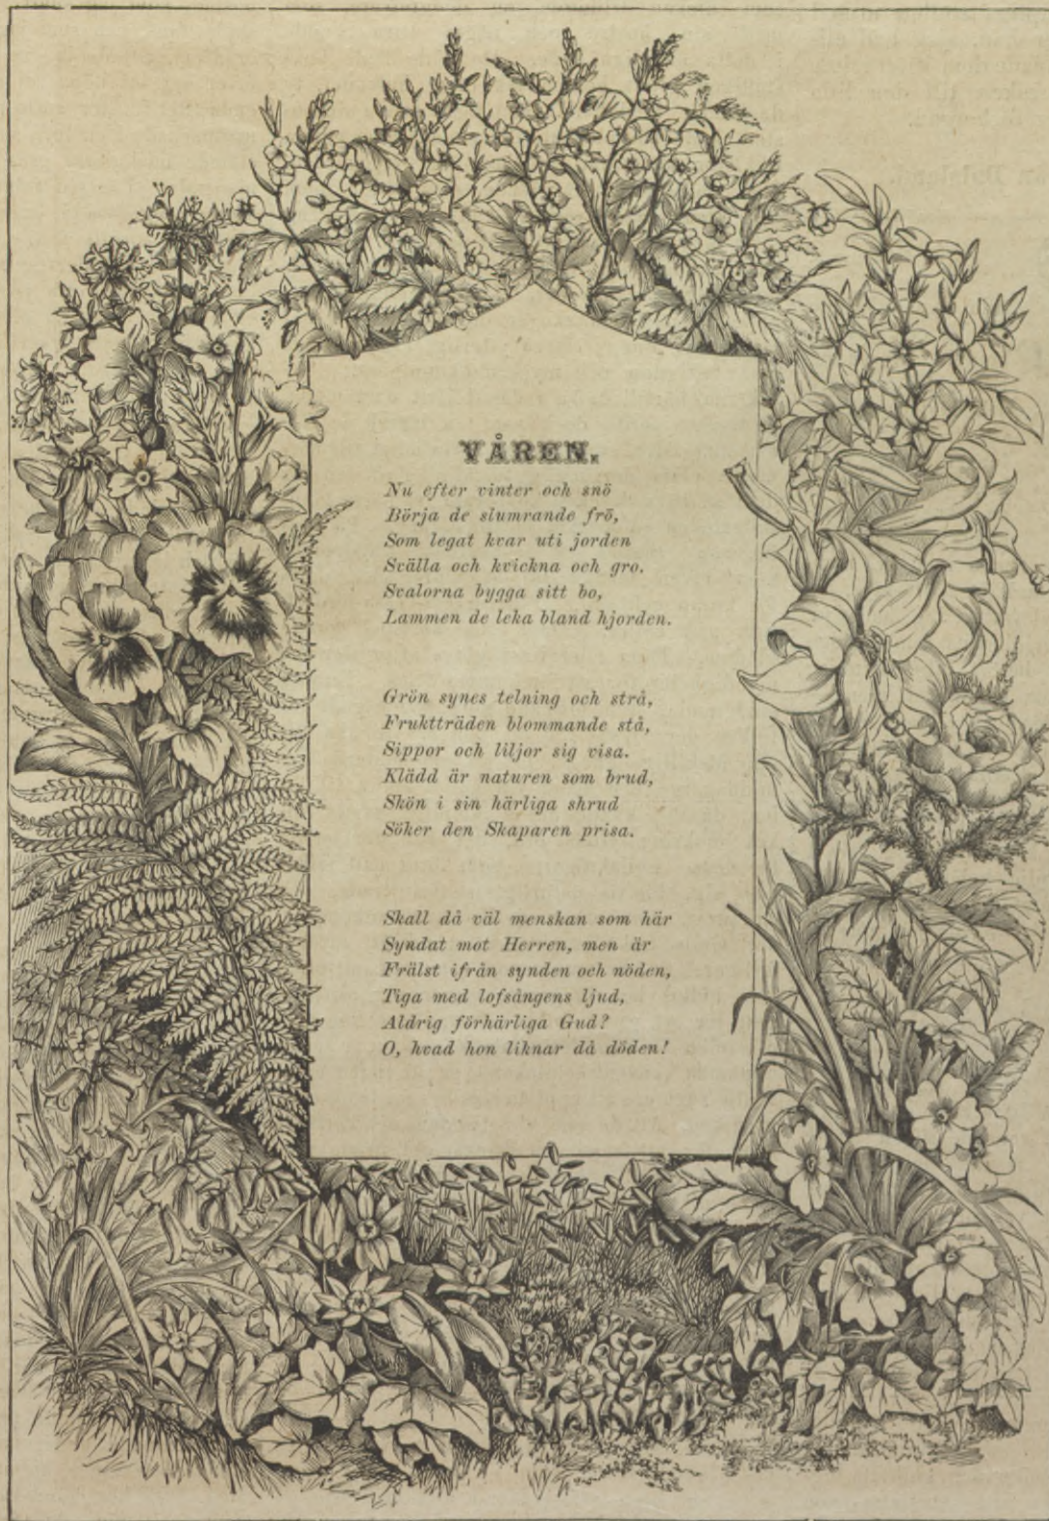 VÅREN.
Nu efter vinter och snö
Börja de slumrande frö,
Som legat kvar uti jorden
Svälla och kvickna och gro.
Svalorna bygga sitt bo,
Lammen de leka bland hjorden.
Grön synes telning och strå,
Fruktträden blommande stå,
Sippor och liljor sig visa.
Klädd är naturen som brud,
Skön i sin härliga skrud
Söker den Skaparen prisa.
Skall då väl menskan som här
Syndat mot Herren, men är
Frälst ifrån synden och nöden,
Tiga med lofsångens ljud,
Aldrig förhärliga Gud?
O, hvad hon liknar då döden!